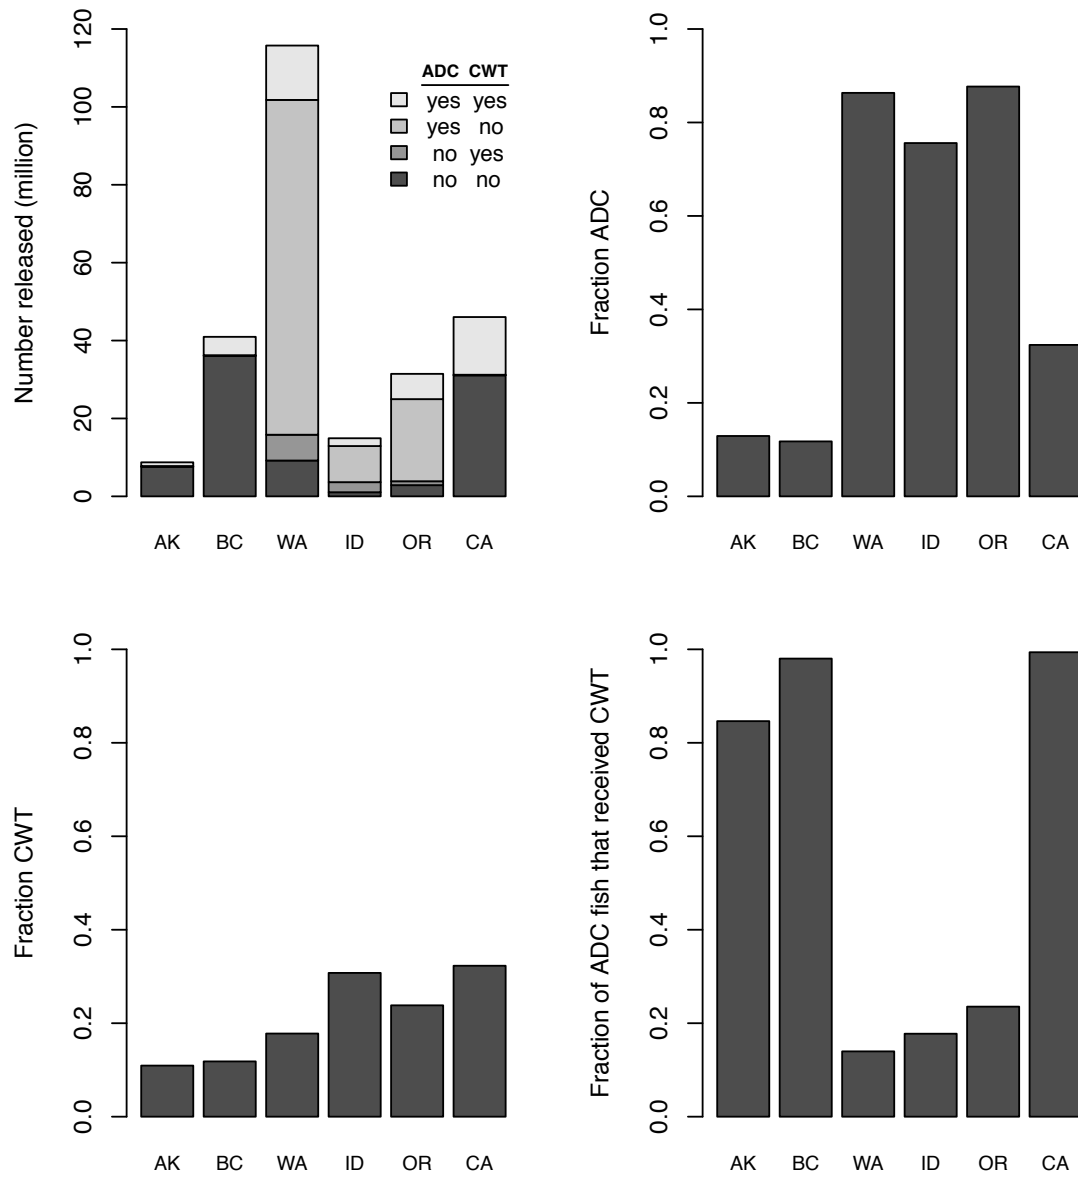 Number released (million)
120
100
80
60
40
20
0
ADC CWT
yes yes
yes no
no yes
no no
AK BC WA ID OR CA
Fraction ADC
1.0
0.8
0.6
0.4
0.2
0.0
AK BC WA ID OR CA
Fraction CWT
1.0
0.8
0.6
0.4
0.2
0.0
AK BC WA ID OR CA
Fraction of ADC fish that received CWT
1.0
0.8
0.6
0.4
0.2
0.0
AK BC WA ID OR CA